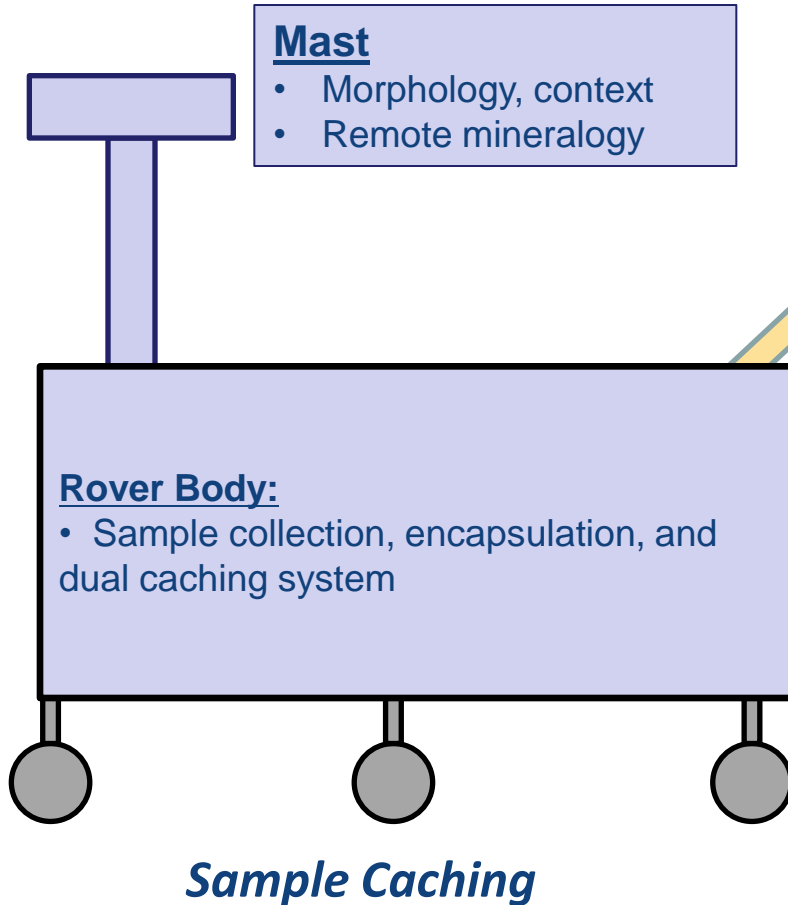 Mast
• Morphology, context
• Remote mineralogy
Rover Body:
• Sample collection, encapsulation, and
dual caching system
Sample Caching